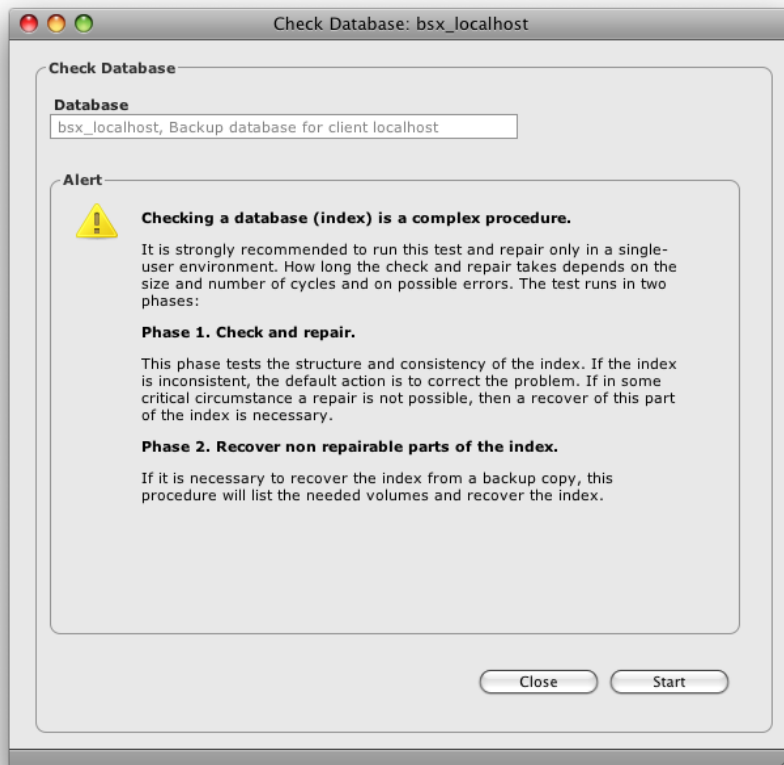 Check Database: bsx_localhost
Check Database
Database
bsx_localhost, Backup database for client localhost
Alert
Checking a database (index) is a complex procedure.
It is strongly recommended to run this test and repair only in a single-
user environment. How long the check and repair takes depends on the
size and number of cycles and on possible errors. The test runs in two
phases:
Phase 1. Check and repair.
This phase tests the structure and consistency of the index. If the index
is inconsistent, the default action is to correct the problem. If in some
critical circumstance a repair is not possible, then a recover of this part
of the index is necessary.
Phase 2. Recover non repairable parts of the index.
If it is necessary to recover the index from a backup copy, this
procedure will list the needed volumes and recover the index.
Close
Start